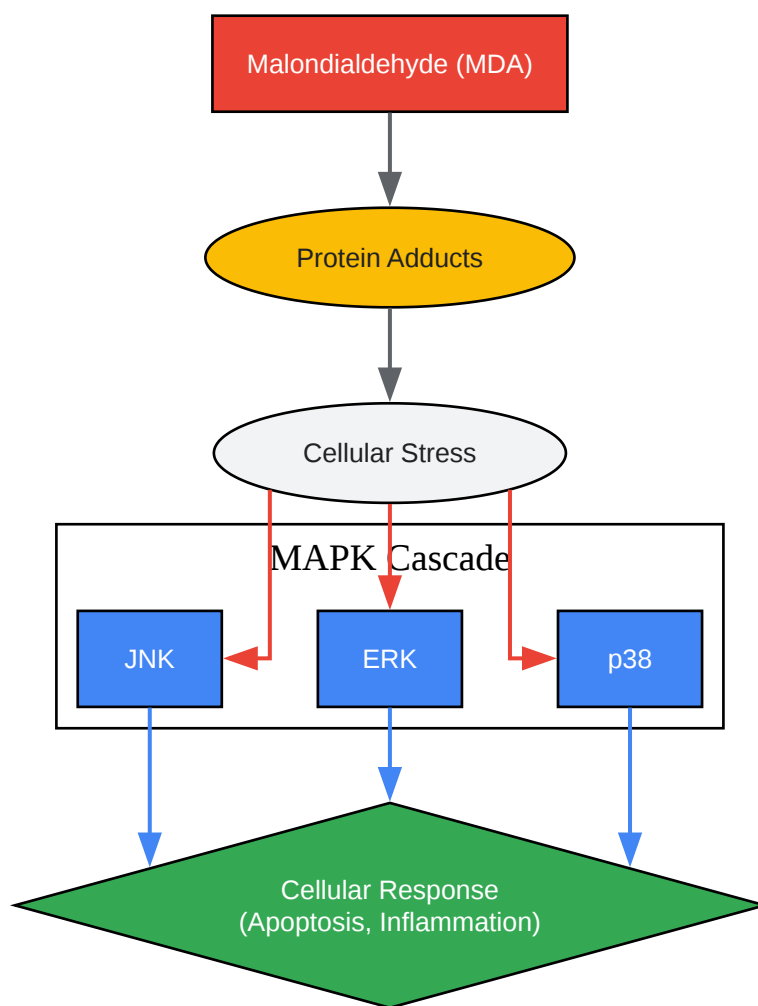 Malondialdehyde (MDA)
Protein Adducts
Cellular Stress
MAPK Cascade
JNK
ERK
p38
Cellular Response
(Apoptosis, Inflammation)